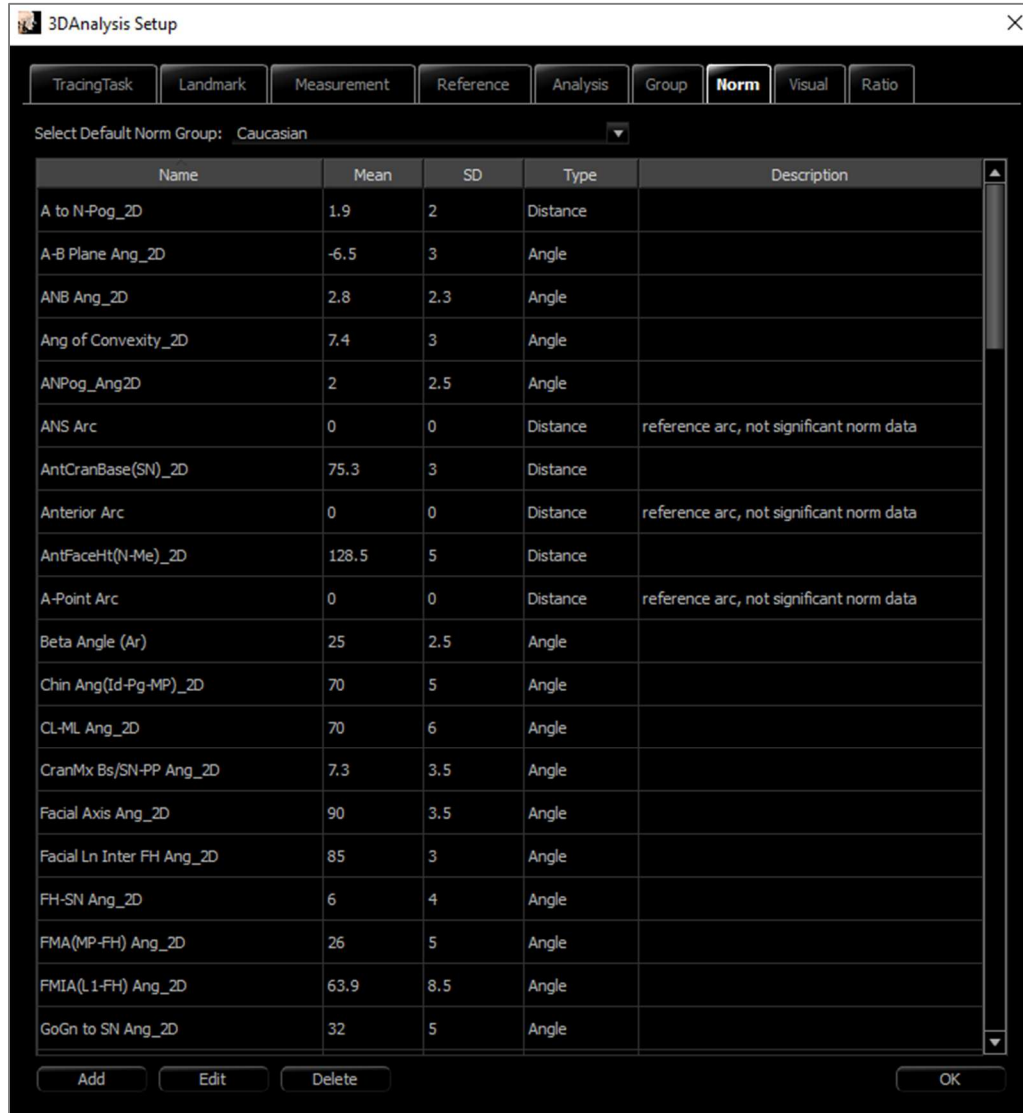 3DAnalysis Setup
TracingTask Landmark Measurement Reference Analysis Group Norm Visual Ratio
Select Default Norm Group: Caucasian
Name Mean SD Type Description
A to N-Pog_2D 1.9 2 Distance
A-B Plane Ang_2D -6.5 3 Angle
ANB Ang_2D 2.8 2.3 Angle
Ang of Convexity_2D 7.4 3 Angle
ANPog_Ang2D 2 2.5 Angle
ANS Arc 0 0 Distance reference arc, not significant norm data
AntCranBase(SN)_2D 75.3 3 Distance
Anterior Arc 0 0 Distance reference arc, not significant norm data
AntFaceHt(N-Me)_2D 128.5 5 Distance
A-Point Arc 0 0 Distance reference arc, not significant norm data
Beta Angle (Ar) 25 2.5 Angle
Chin Ang(Id-Pg-MP)_2D 70 5 Angle
CL-ML Ang_2D 70 6 Angle
CranMx Bs/SN-PP Ang_2D 7.3 3.5 Angle
Facial Axis Ang_2D 90 3.5 Angle
Facial Ln Inter FH Ang_2D 85 3 Angle
FH-SN Ang_2D 6 4 Angle
FMA(MP-FH) Ang_2D 26 5 Angle
FMIA(L1-FH) Ang_2D 63.9 8.5 Angle
GoGn to SN Ang_2D 32 5 Angle
Add Edit Delete OK